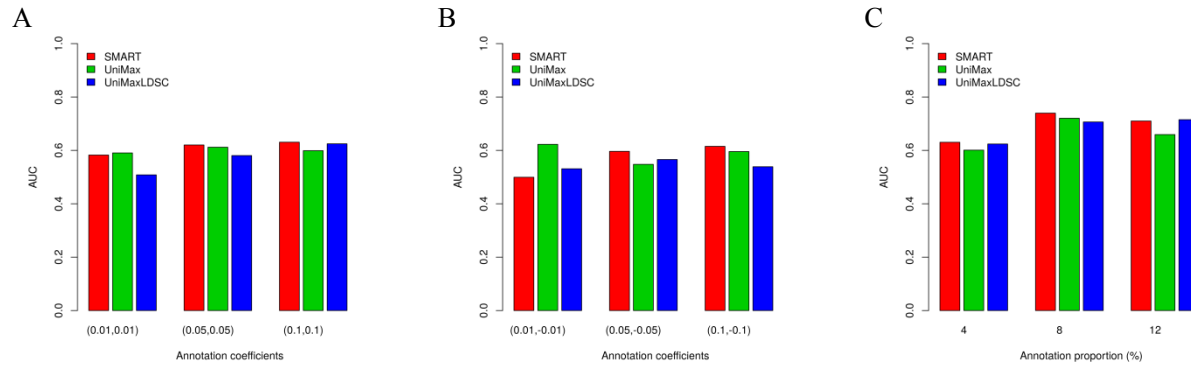 A
AUC
0.0 0.2 0.4 0.6 0.8 1.0
SMART
UniMax
UniMaxLDSC
(0.01,0.01) (0.05,0.05) (0.1,0.1)
Annotation coefficients
B
AUC
0.0 0.2 0.4 0.6 0.8 1.0
SMART
UniMax
UniMaxLDSC
(0.01,-0.01) (0.05,-0.05) (0.1,-0.1)
Annotation coefficients
C
AUC
0.0 0.2 0.4 0.6 0.8 1.0
SMART
UniMax
UniMaxLDSC
4 8 12
Annotation proportion (%)